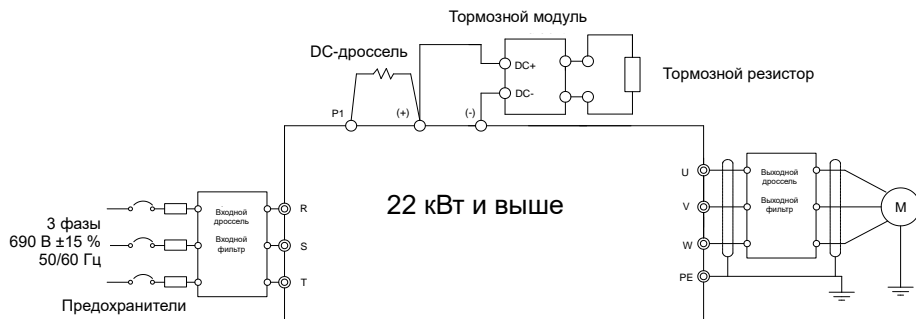 Тормозной модуль
DC-дроссель
DC+
DC-
Тормозной резистор
P1
(+)
(-)
3 фазы
690 В ±15 %
50/60 Гц
Предохранители
Входной
дроссель
Входной
фильтр
R
S
T
22 кВт и выше
U
V
W
PE
Выходной
дроссель
Выходной
фильтр
M